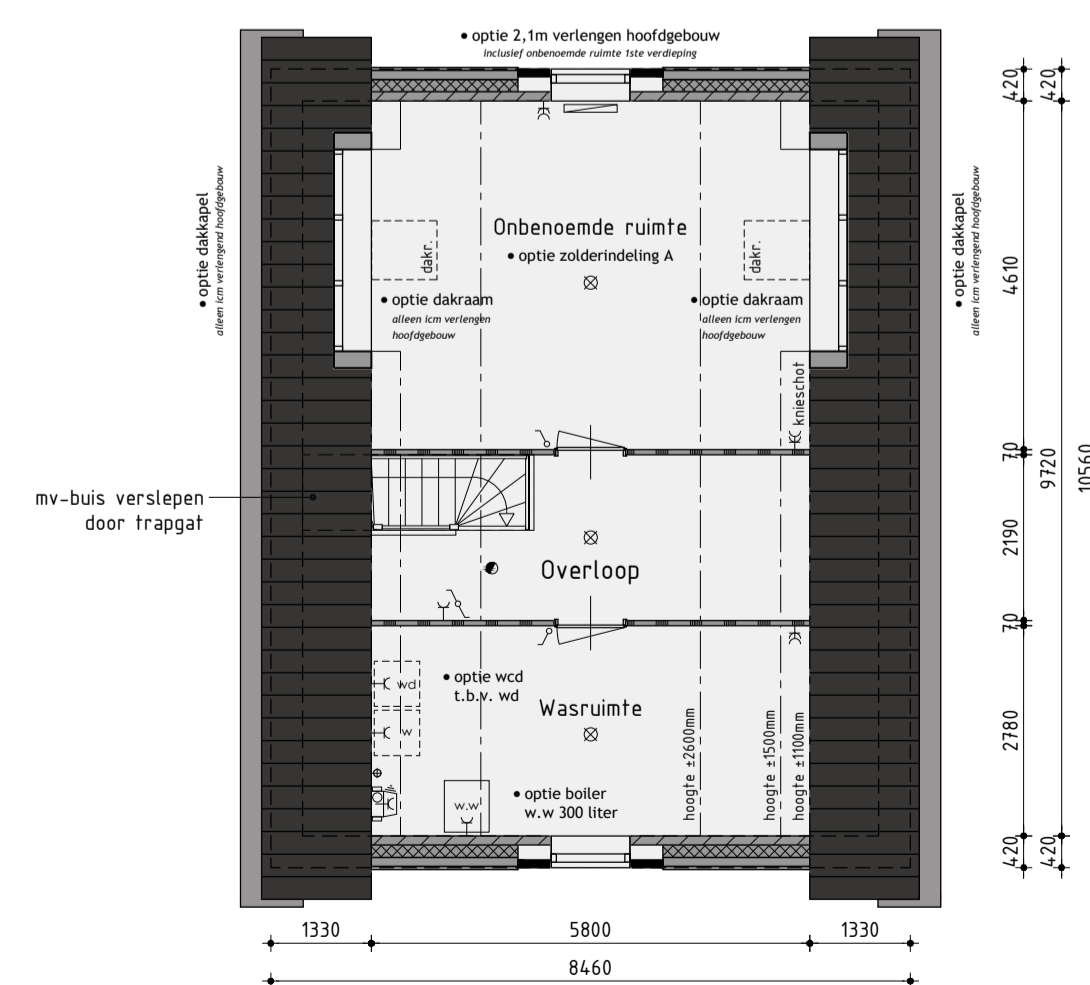 • optie 2,1m verlengen hoofdgebouw
inclusief onbenoemde ruimte 1ste verdieping
• optie dakkapel
alleen icm verlengend hoofdgebouw
Onbenoemde ruimte
• optie zolderindeling A
dakr.
dakr.
• optie dakraam
alleen icm verlengen
hoofdgebouw
• optie dakraam
alleen icm verlengen
hoofdgebouw
knieschot
• optie dakkapel
alleen icm verlengend hoofdgebouw
mv-buis verslepen
door trapgat
Overloop
• optie wcd
t.b.v. wd
wd
w
Wasruimte
w.w.
• optie boiler
w.w 300 liter
hoogte ±2600mm
hoogte ±1500mm
hoogte ±1100mm
420
4610
70
2190
70
2780
420
420
9720
420
10560
1330
5800
1330
8460